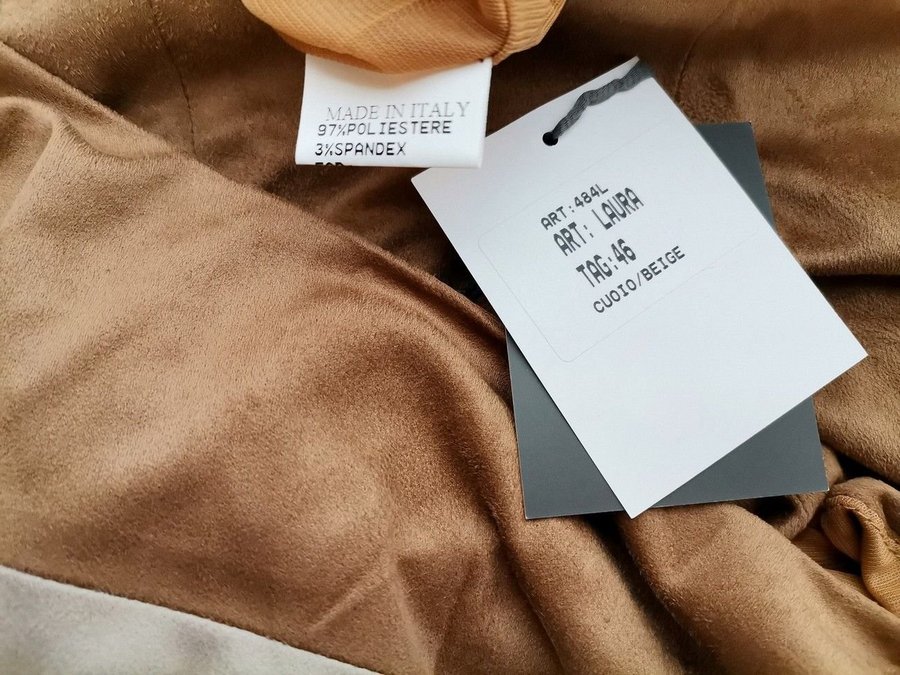 MADE IN ITALY
97%POLIESTERE
3%SPANDEX
ART:484L
ART: LAURA
TAG:46
CUOIO/BEIGE